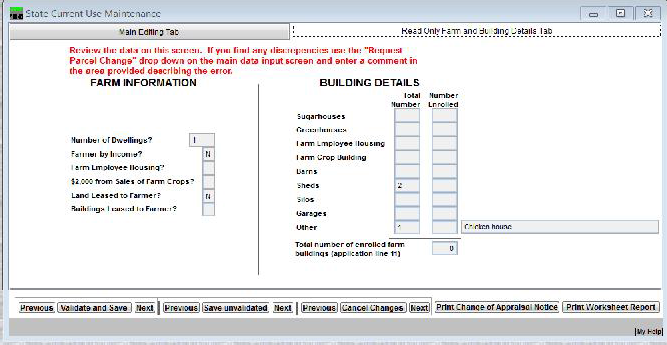 State Current Use Maintenance
Main Editing Tab
Read Only Farm and Building Details Tab
Review the data on this screen. If you find any discrepencies use the "Request
Parcel Change" drop down on the main data input screen and enter a comment in
the area provided describing the error.
FARM INFORMATION
Number of Dwellings? 1
Farmer by Income? N
Farm Employee Housing?
$2,000 from Sales of Farm Crops?
Land Leased to Farmer? N
Buildings Leased to Farmer?
BUILDING DETAILS
Total Number
Number Enrolled
Sugarhouses
Greenhouses
Farm Employee Housing
Farm Crop Building
Barns
Sheds 2
Silos
Garages
Other 1 Chicken house
Total number of enrolled farm
buildings (application line 11) 0
Previous Validate and Save Next Previous Save unvalidated Next Previous Cancel Changes Next Print Change of Appraisal Notice Print Worksheet Report
[My Help]